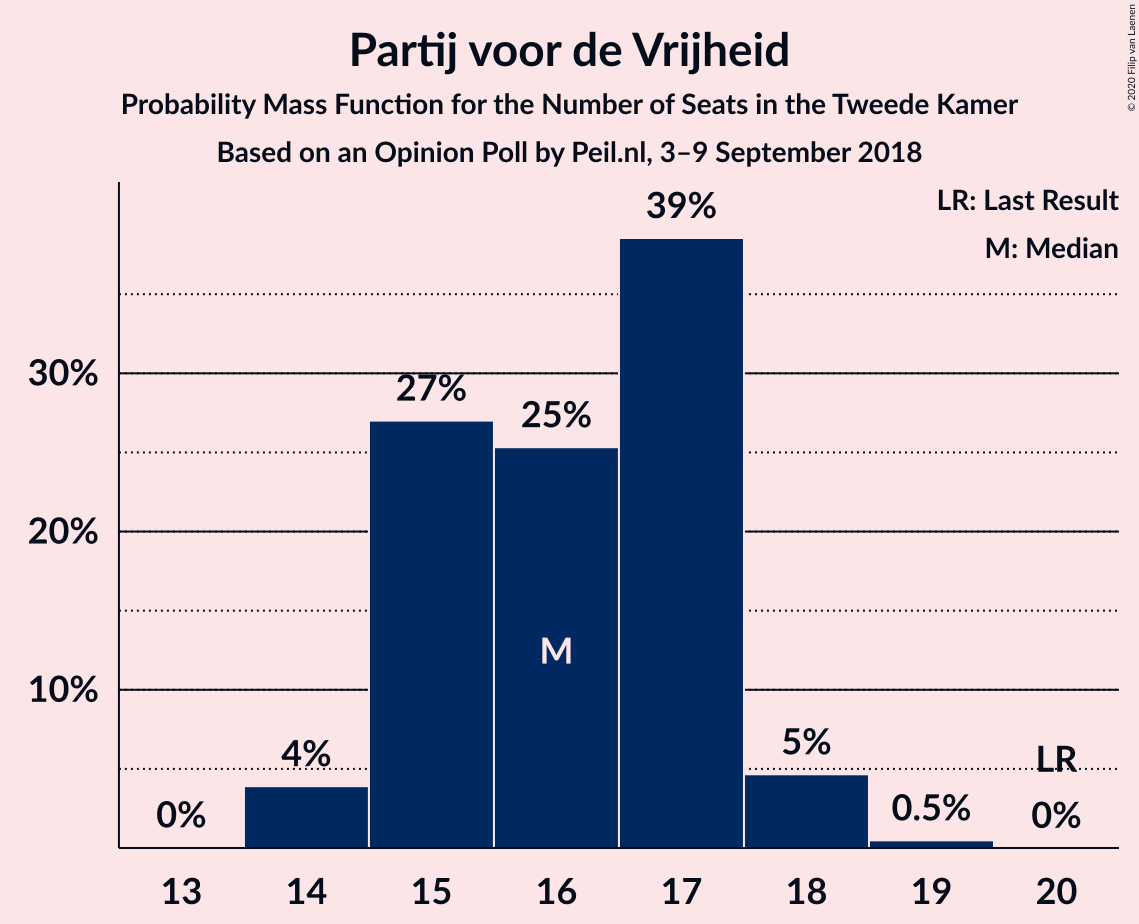 Partij voor de Vrijheid
Probability Mass Function for the Number of Seats in the Tweede Kamer
Based on an Opinion Poll by Peil.nl, 3–9 September 2018
© 2020 Filip van Laenen
LR: Last Result
M: Median
39%
30%
27%
25%
20%
M
10%
5%
4%
LR
0%
0.5%
0%
13 14 15 16 17 18 19 20